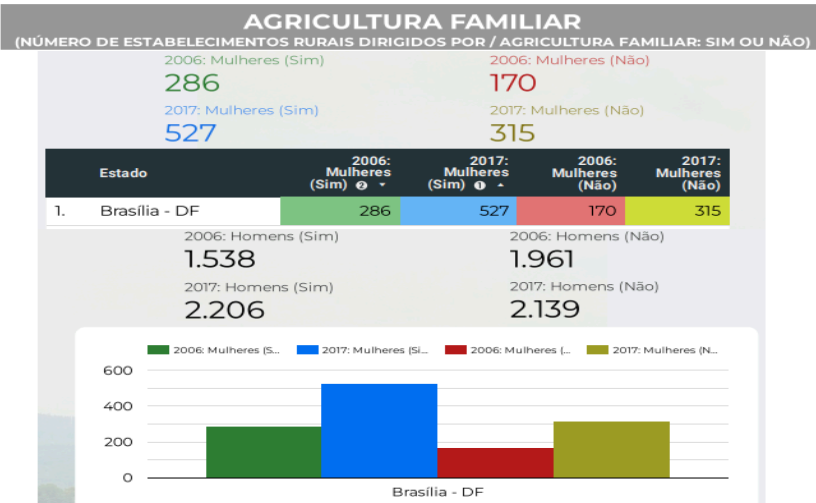 AGRICULTURA FAMILIAR
(NÚMERO DE ESTABELECIMENTOS RURAIS DIRIGIDOS POR / AGRICULTURA FAMILIAR: SIM OU NÃO)
2006: Mulheres (Sim) 2006: Mulheres (Não)
286 170
2017: Mulheres (Sim) 2017: Mulheres (Não)
527 315
Estado 2006: Mulheres (Sim) 2 2017: Mulheres (Sim) 1 2006: Mulheres (Não) 2017: Mulheres (Não)
1. Brasília - DF 286 527 170 315
2006: Homens (Sim) 2006: Homens (Não)
1.538 1.961
2017: Homens (Sim) 2017: Homens (Não)
2.206 2.139
2006: Mulheres (S... 2017: Mulheres (Si... 2006: Mulheres (... 2017: Mulheres (N...
600
400
200
0
Brasília - DF